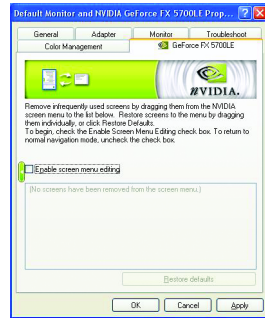 Default Monitor and NVIDIA GeForce FX 5700LE Prop...
General Adapter Monitor Troubleshoot
Color Management GeForce FX 5700LE
NVIDIA.
Remove infrequently used screens by dragging them from the NVIDIA
screen menu to the list below. Restore screens to the menu by dragging
them individually, or click Restore Defaults.
To begin, check the Enable Screen Menu Editing check box. To return to
normal navigation mode, uncheck the check box.
Enable screen menu editing
(No screens have been removed from the screen menu.)
Restore defaults
OK Cancel Apply